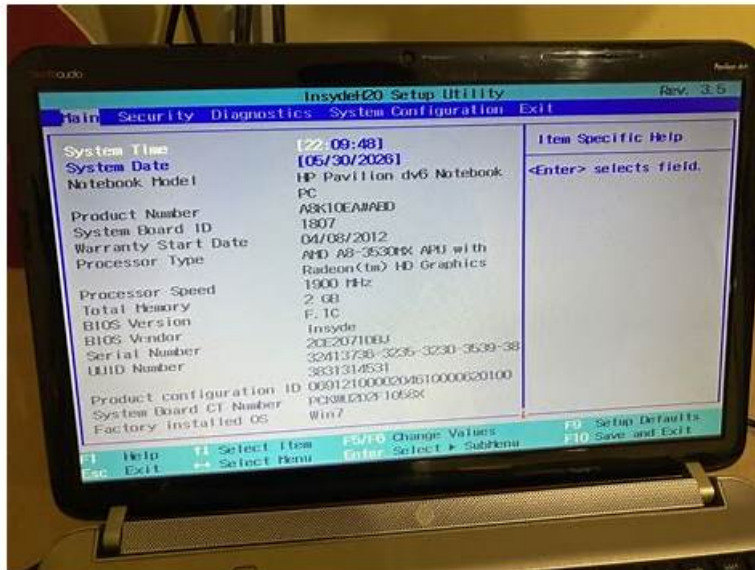 Pavilion dv6
InsydeH20 Setup Utility Rev. 3.5
Main Security Diagnostics System Configuration Exit
System Time [22:09:48]
System Date [05/30/2026]
Notebook Model HP Pavilion dv6 Notebook
PC
Product Number A8K10EA#ABD
System Board ID 1807
Warranty Start Date 04/08/2012
Processor Type AMD A8-3530MX APU with
Radeon(tm) HD Graphics
Processor Speed 1900 MHz
Total Memory 2 GB
BIOS Version F.1C
BIOS Vendor Insyde
Serial Number 2CE20710BJ
UUID Number 32413736-3235-3230-3539-38
3831314531
Product configuration ID 0691210000204610000620100
System Board CT Number
Factory installed OS Win7
Item Specific Help
<Enter> selects field.
F1 Help ↑↓ Select Item F5/F6 Change Values F9 Setup Defaults
Esc Exit ↔ Select Menu Enter Select ▶ SubMenu F10 Save and Exit
hp